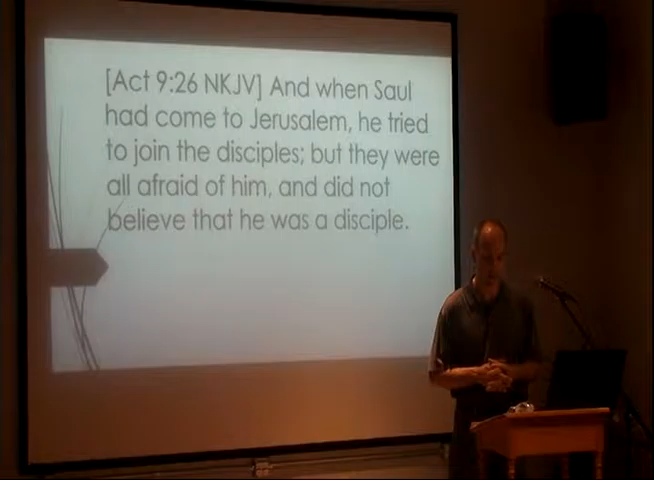 [Act 9:26 NKJV] And when Saul
had come to Jerusalem, he tried
to join the disciples; but they were
all afraid of him, and did not
believe that he was a disciple.